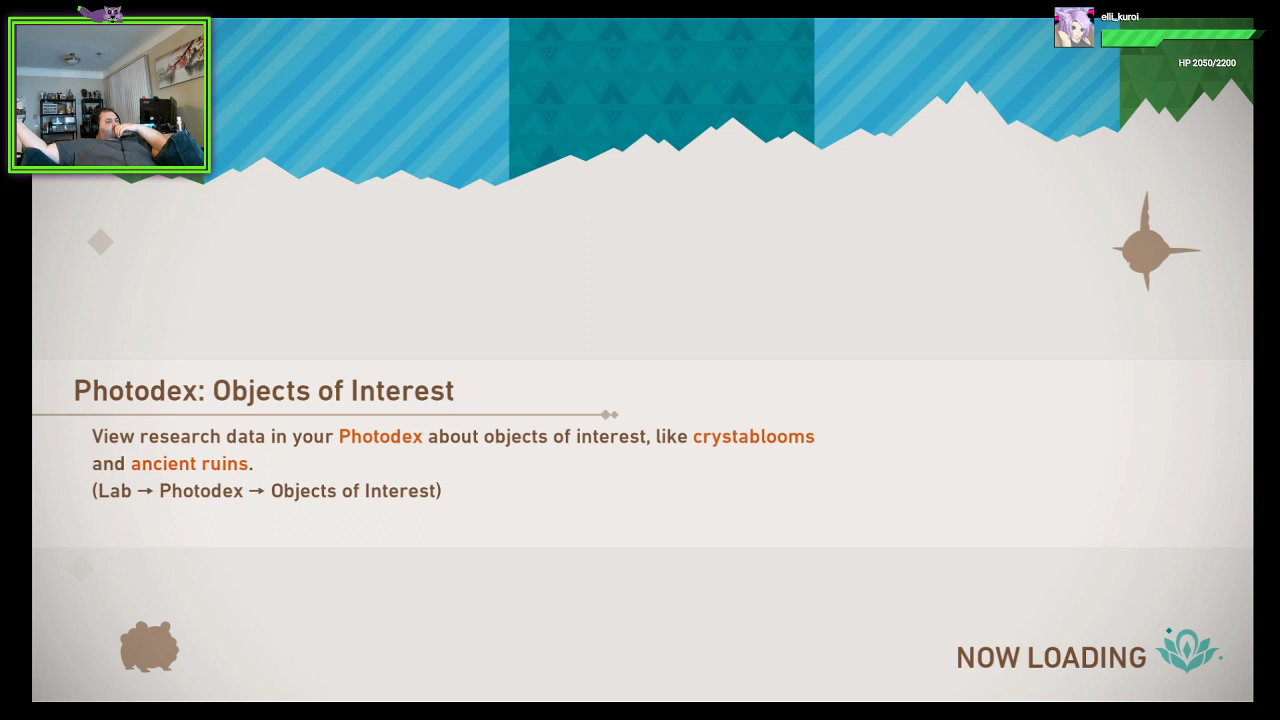 elli_kuroi
HP 2050/2200
Photodex: Objects of Interest
View research data in your Photodex about objects of interest, like crystablooms
and ancient ruins.
(Lab → Photodex → Objects of Interest)
NOW LOADING